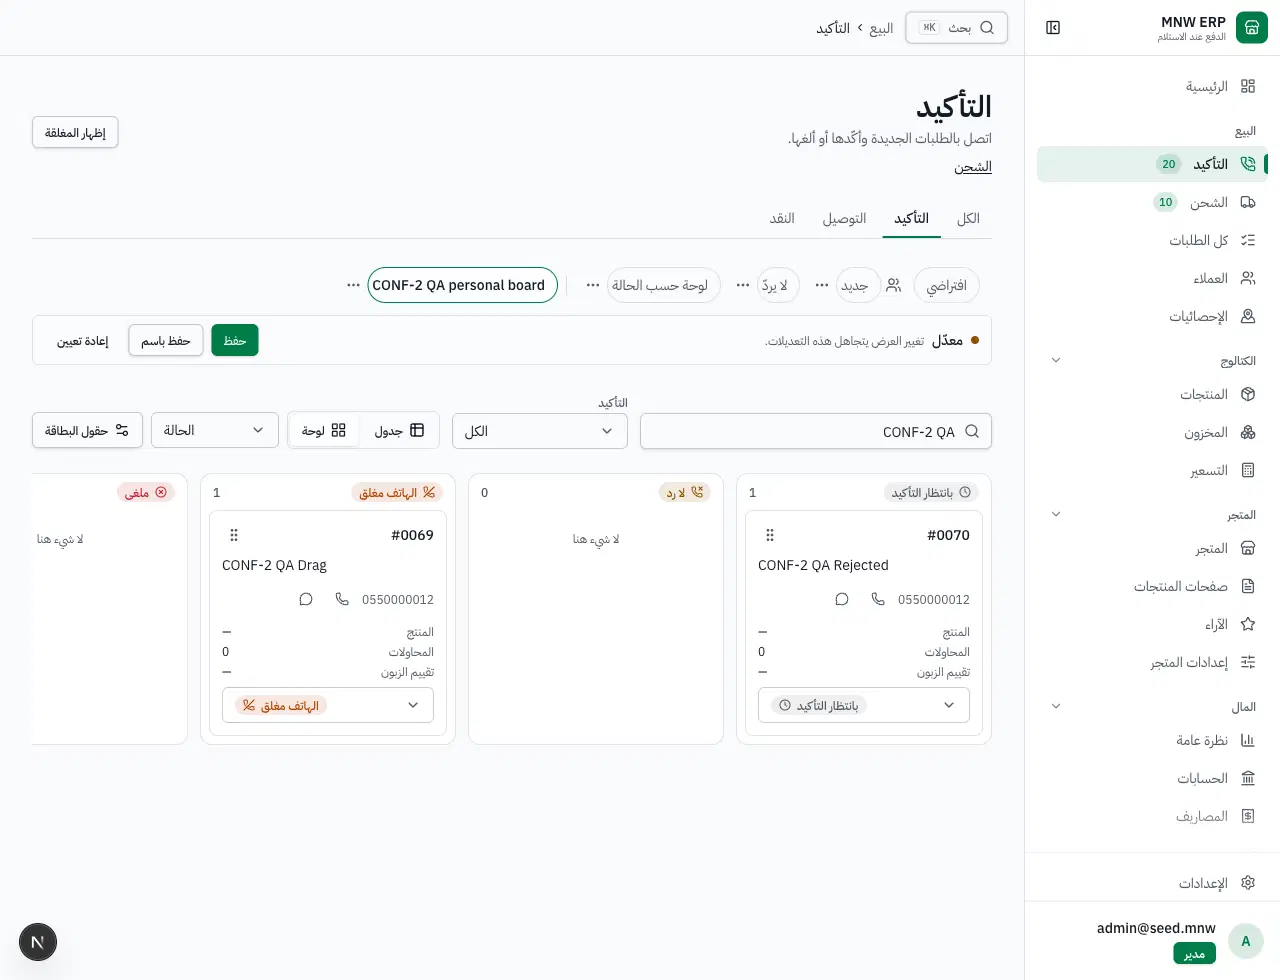 MNW ERP
الدفع عند الاستلام
الرئيسية
البيع
التأكيد 20
الشحن 10
كل الطلبات
العملاء
الإحصائيات
الكتالوج
المنتجات
المخزون
التسعير
المتجر
المتجر
صفحات المنتجات
الآراء
إعدادات المتجر
المال
نظرة عامة
الحسابات
المصاريف
الإعدادات
admin@seed.mnw
A
مدير
بحث ⌘K
البيع › التأكيد
التأكيد
اتصل بالطلبات الجديدة وأكّدها أو ألغها.
الشحن
إظهار المغلقة
الكل التأكيد التوصيل النقد
افتراضي جديد ··· لا يردّ ··· لوحة حسب الحالة ··· CONF-2 QA personal board ···
معدّل تغيير العرض يتجاهل هذه التعديلات. حفظ حفظ باسم إعادة تعيين
التأكيد
CONF-2 QA الكل جدول لوحة الحالة حقول البطاقة
بانتظار التأكيد 1
#0070
CONF-2 QA Rejected
0550000012
المنتج —
المحاولات 0
تقييم الزبون —
بانتظار التأكيد
لا رد 0
لا شيء هنا
الهاتف مغلق 1
#0069
CONF-2 QA Drag
0550000012
المنتج —
المحاولات 0
تقييم الزبون —
الهاتف مغلق
ملغى
لا شيء هنا
N